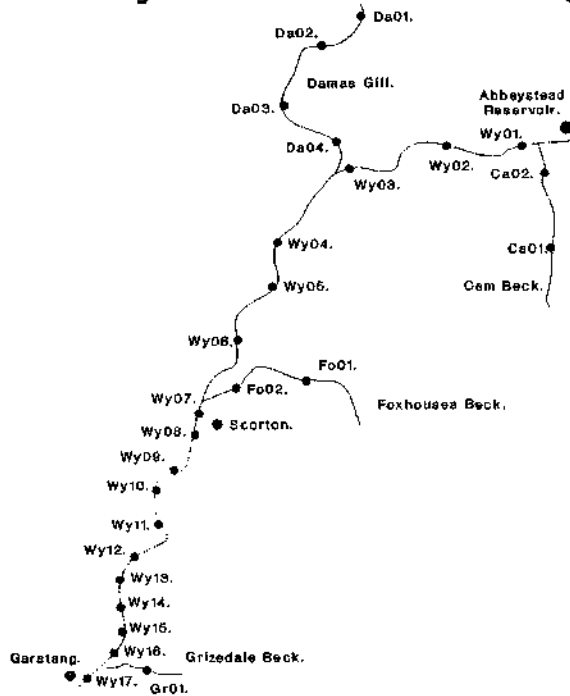 Da01.
Da02.
Damas Gill.
Da03.
Abbeystead
Reservoir.
Da04.
Wy01.
Wy02.
Wy03.
Ca02.
Wy04.
Ca01.
Wy05.
Cam Beck.
Wy06.
Fo01.
Fo02.
Wy07.
Foxhouses Beck.
Scorton.
Wy08.
Wy09.
Wy10.
Wy11.
Wy12.
Wy13.
Wy14.
Wy15.
Wy16.
Garstang.
Grizedale Beck.
Wy17.
Gr01.